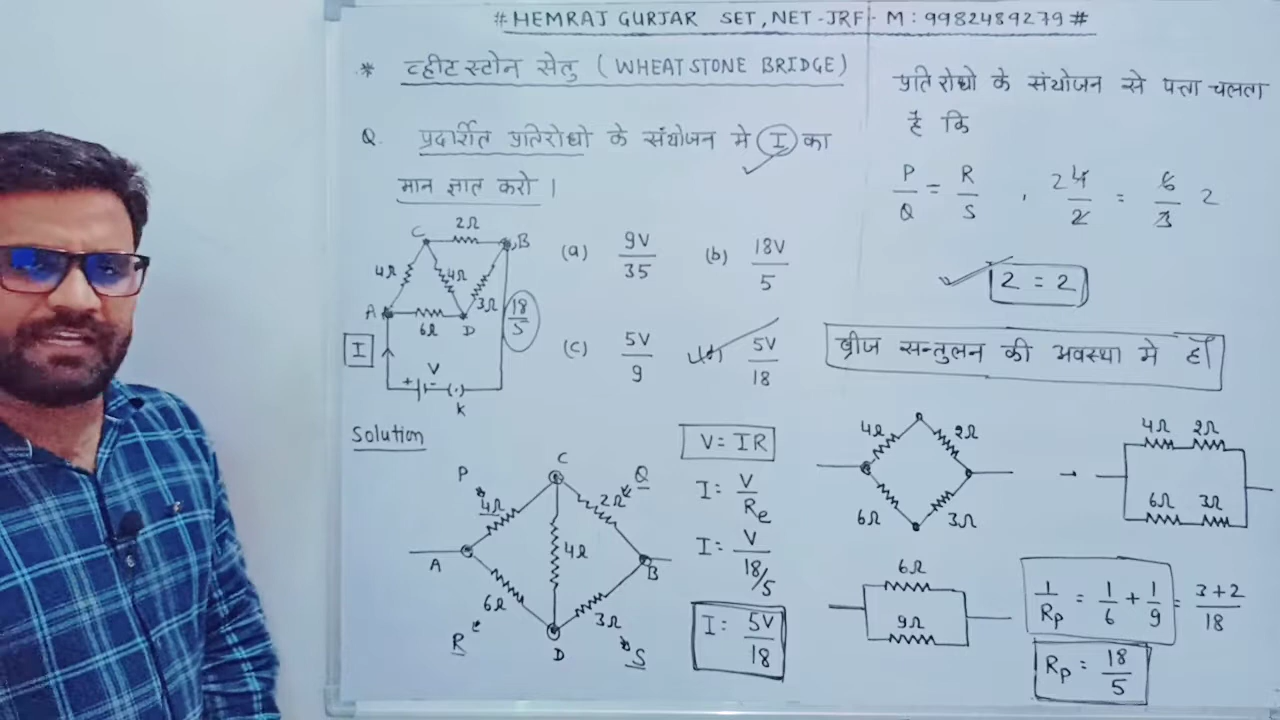 # HEMRAJ GURJAR SET, NET-JRF - M: 9982489279 #
* व्हीटस्टोन सेतु (WHEATSTONE BRIDGE)
Q. प्रदार्शित प्रतिरोधो के संयोजन मे I का
मान ज्ञात करो ।
C 2Ω B
4Ω 4Ω 3Ω
A 6Ω D
18/5
I
+ V -
K
(a) 9V/35 (b) 18V/5
(c) 5V/9 5V/18
Solution
P C Q
4Ω 2Ω
A 4Ω B
6Ω 3Ω
R D S
V = IR
I = V/Re
I = V/18/5
I = 5V/18
प्रतिरोधो के संयोजन से पता चलता
है कि
P/Q = R/S , 2 4/2 = 6/3 2
2 = 2
ब्रीज सन्तुलन की अवस्था मे हो
4Ω 2Ω
6Ω 3Ω
→
4Ω 2Ω
6Ω 3Ω
6Ω
9Ω
1/Rp = 1/6 + 1/9 = 3+2/18
Rp = 18/5